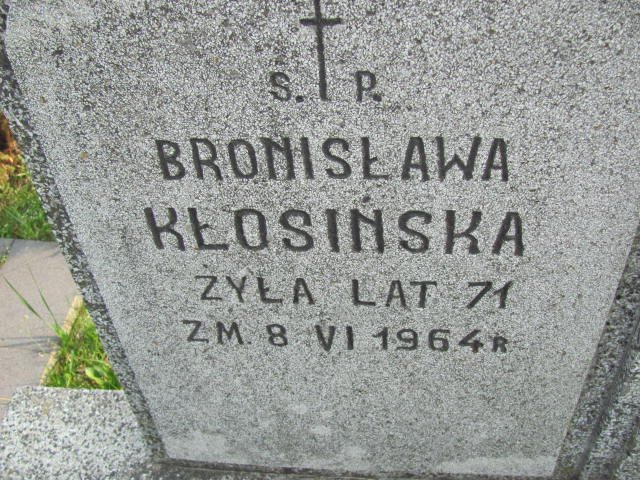 S. P.
BRONISŁAWA
KŁOSIŃSKA
ŻYŁA LAT 71
ZM. 8 VI 1964 R